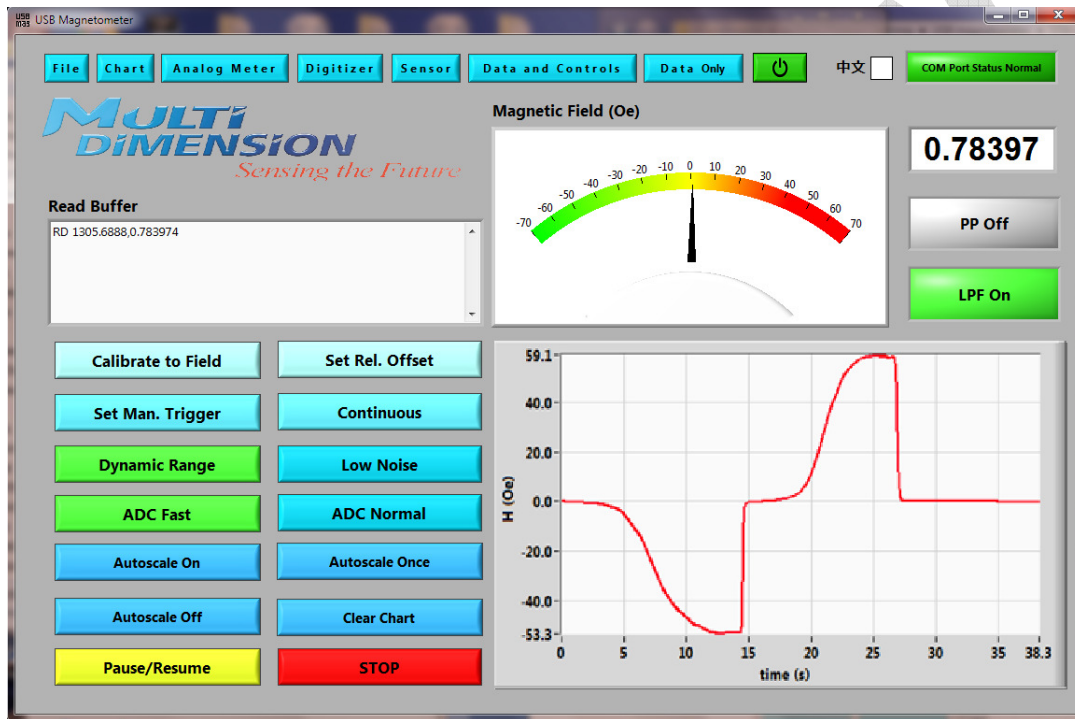 USB MAG USB Magnetometer
File Chart Analog Meter Digitizer Sensor Data and Controls Data Only 中文 COM Port Status Normal
MULTI
DIMENSION
Sensing the Future
Magnetic Field (Oe)
0.78397
-70 -60 -50 -40 -30 -20 -10 0 10 20 30 40 50 60 70
Read Buffer
RD 1305.6888,0.783974
PP Off
LPF On
Calibrate to Field Set Rel. Offset
Set Man. Trigger Continuous
Dynamic Range Low Noise
ADC Fast ADC Normal
Autoscale On Autoscale Once
Autoscale Off Clear Chart
Pause/Resume STOP
59.1
40.0
20.0
0.0
-20.0
-40.0
-53.3
H (Oe)
0 5 10 15 20 25 30 35 38.3
time (s)